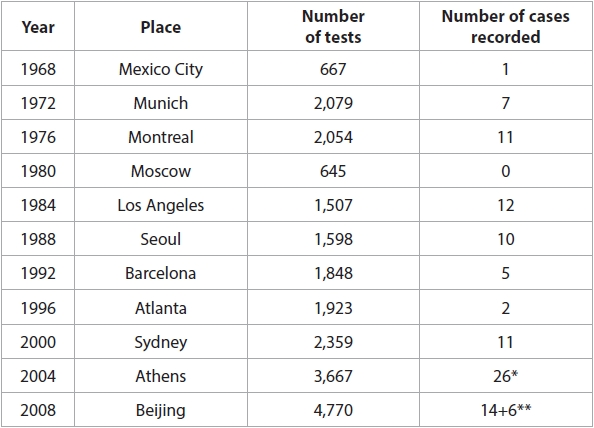 Year Place Number of tests Number of cases recorded
1968 Mexico City 667 1
1972 Munich 2,079 7
1976 Montreal 2,054 11
1980 Moscow 645 0
1984 Los Angeles 1,507 12
1988 Seoul 1,598 10
1992 Barcelona 1,848 5
1996 Atlanta 1,923 2
2000 Sydney 2,359 11
2004 Athens 3,667 26*
2008 Beijing 4,770 14+6**